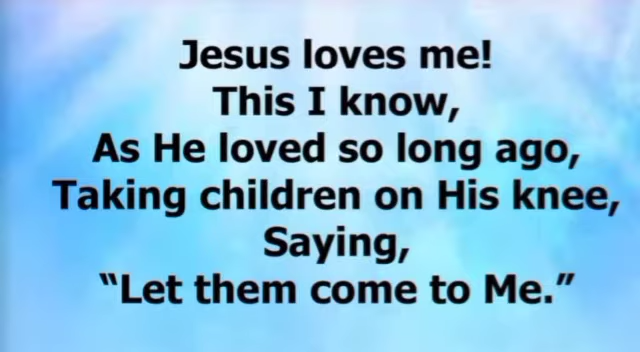 Jesus loves me!
This I know,
As He loved so long ago,
Taking children on His knee,
Saying,
“Let them come to Me.”